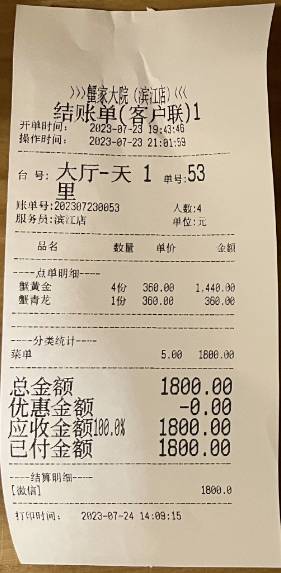 >>>蟹家大院(滨江店)<<<
结账单(客户联)1
开单时间: 2023-07-23 19:43:46
操作时间: 2023-07-23 21:01:59
台号:大厅-天 1 单号:53
里
账单号:202307230053 人数:4
服务员:滨江店 单位:元
品名 数量 单价 金额
----点单明细----
蟹黄金 4份 360.00 1,440.00
蟹青龙 1份 360.00 360.00
----分类统计----
菜单 5.00 1800.00
总金额 1800.00
优惠金额 -0.00
应收金额100.0% 1800.00
已付金额 1800.00
----结算明细----
[微信] 1800.0
打印时间: 2023-07-24 14:09:15